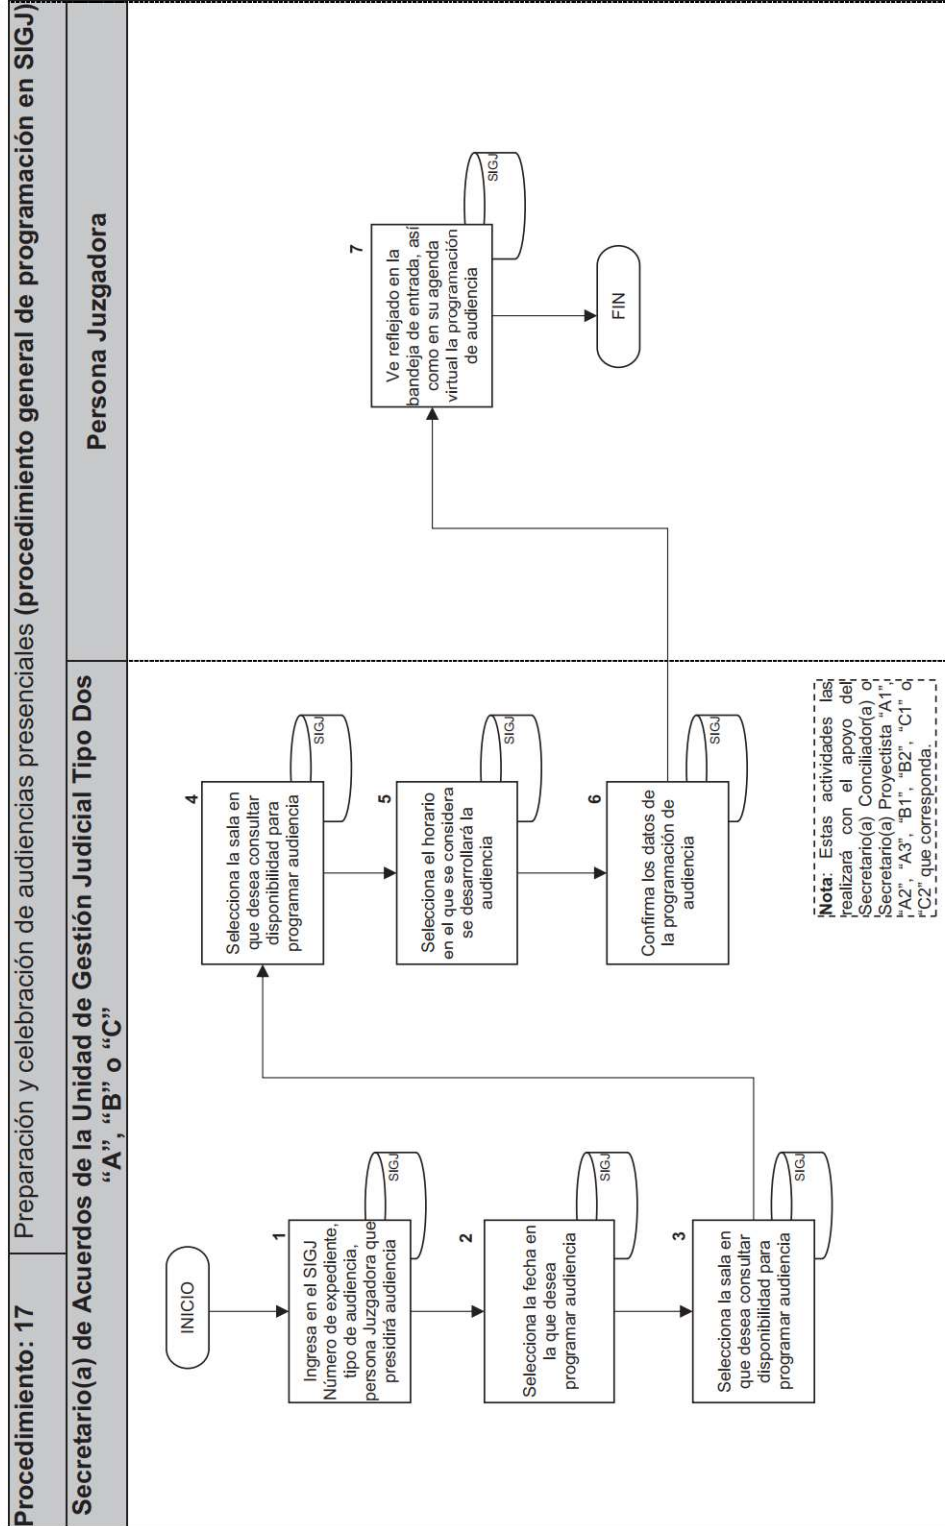 Procedimiento: 17
Preparación y celebración de audiencias presenciales (procedimiento general de programación en SIGJ)
Secretario(a) de Acuerdos de la Unidad de Gestión Judicial Tipo Dos
“A”, “B” o “C”
Persona Juzgadora
INICIO
1
Ingresa en el SIGJ
Número de expediente,
tipo de audiencia,
persona Juzgadora que
presidirá audiencia
SIGJ
2
Selecciona la fecha en
la que desea
programar audiencia
SIGJ
3
Selecciona la sala en
que desea consultar
disponibilidad para
programar audiencia
SIGJ
4
Selecciona la sala en
que desea consultar
disponibilidad para
programar audiencia
SIGJ
5
Selecciona el horario
en el que se considera
se desarrollará la
audiencia
SIGJ
6
Confirma los datos de
la programación de
audiencia
SIGJ
Nota: Estas actividades las
realizará con el apoyo del
Secretario(a) Conciliador(a) o
Secretario(a) Proyectista “A1”,
“A2”, “A3”, “B1”, “B2”, “C1” o
“C2” que corresponda.
7
Ve reflejado en la
bandeja de entrada, así
como en su agenda
virtual la programación
de audiencia
SIGJ
FIN